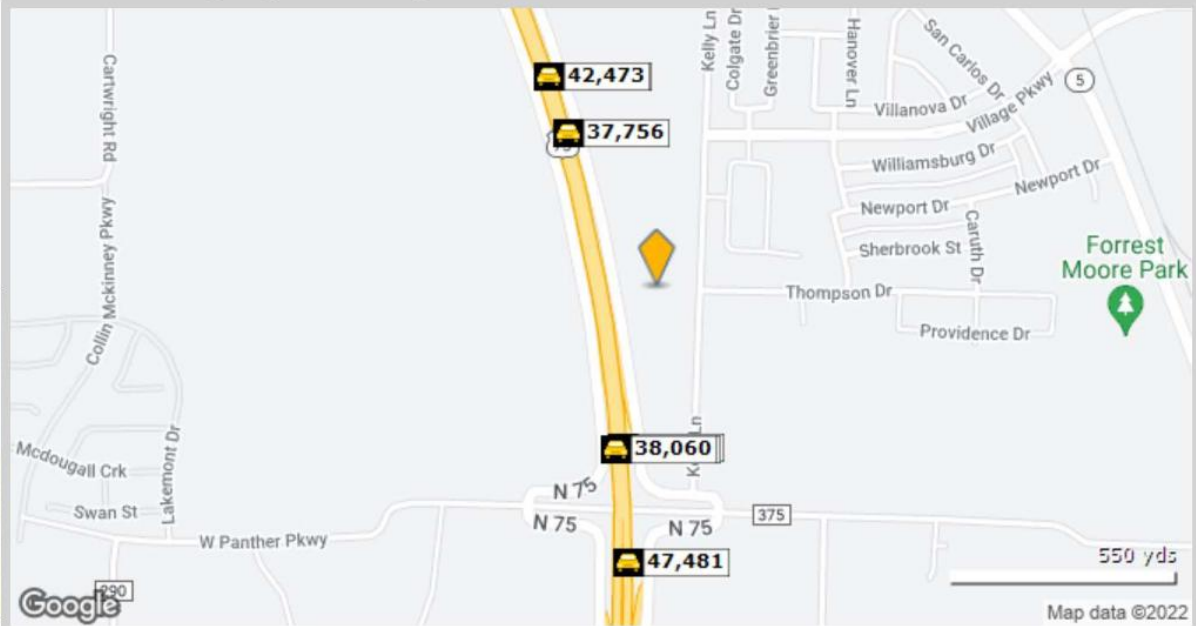 Kelly Ln
Colgate Dr
Greenbrier
Hanover Ln
San Carlos Dr
Cartwright Rd
42,473
5
Villanova Dr
Village Pkwy
37,756
Williamsburg Dr
Newport Dr
Newport Dr
Caruth Dr
Sherbrook St
Forrest
Moore Park
Collin Mckinney Pkwy
Thompson Dr
Providence Dr
38,060
Mcdougall Crk
Lakemont Dr
Swan St
N 75
N 75
N 75
375
W Panther Pkwy
47,481
550 yds
290
Google
Map data ©2022